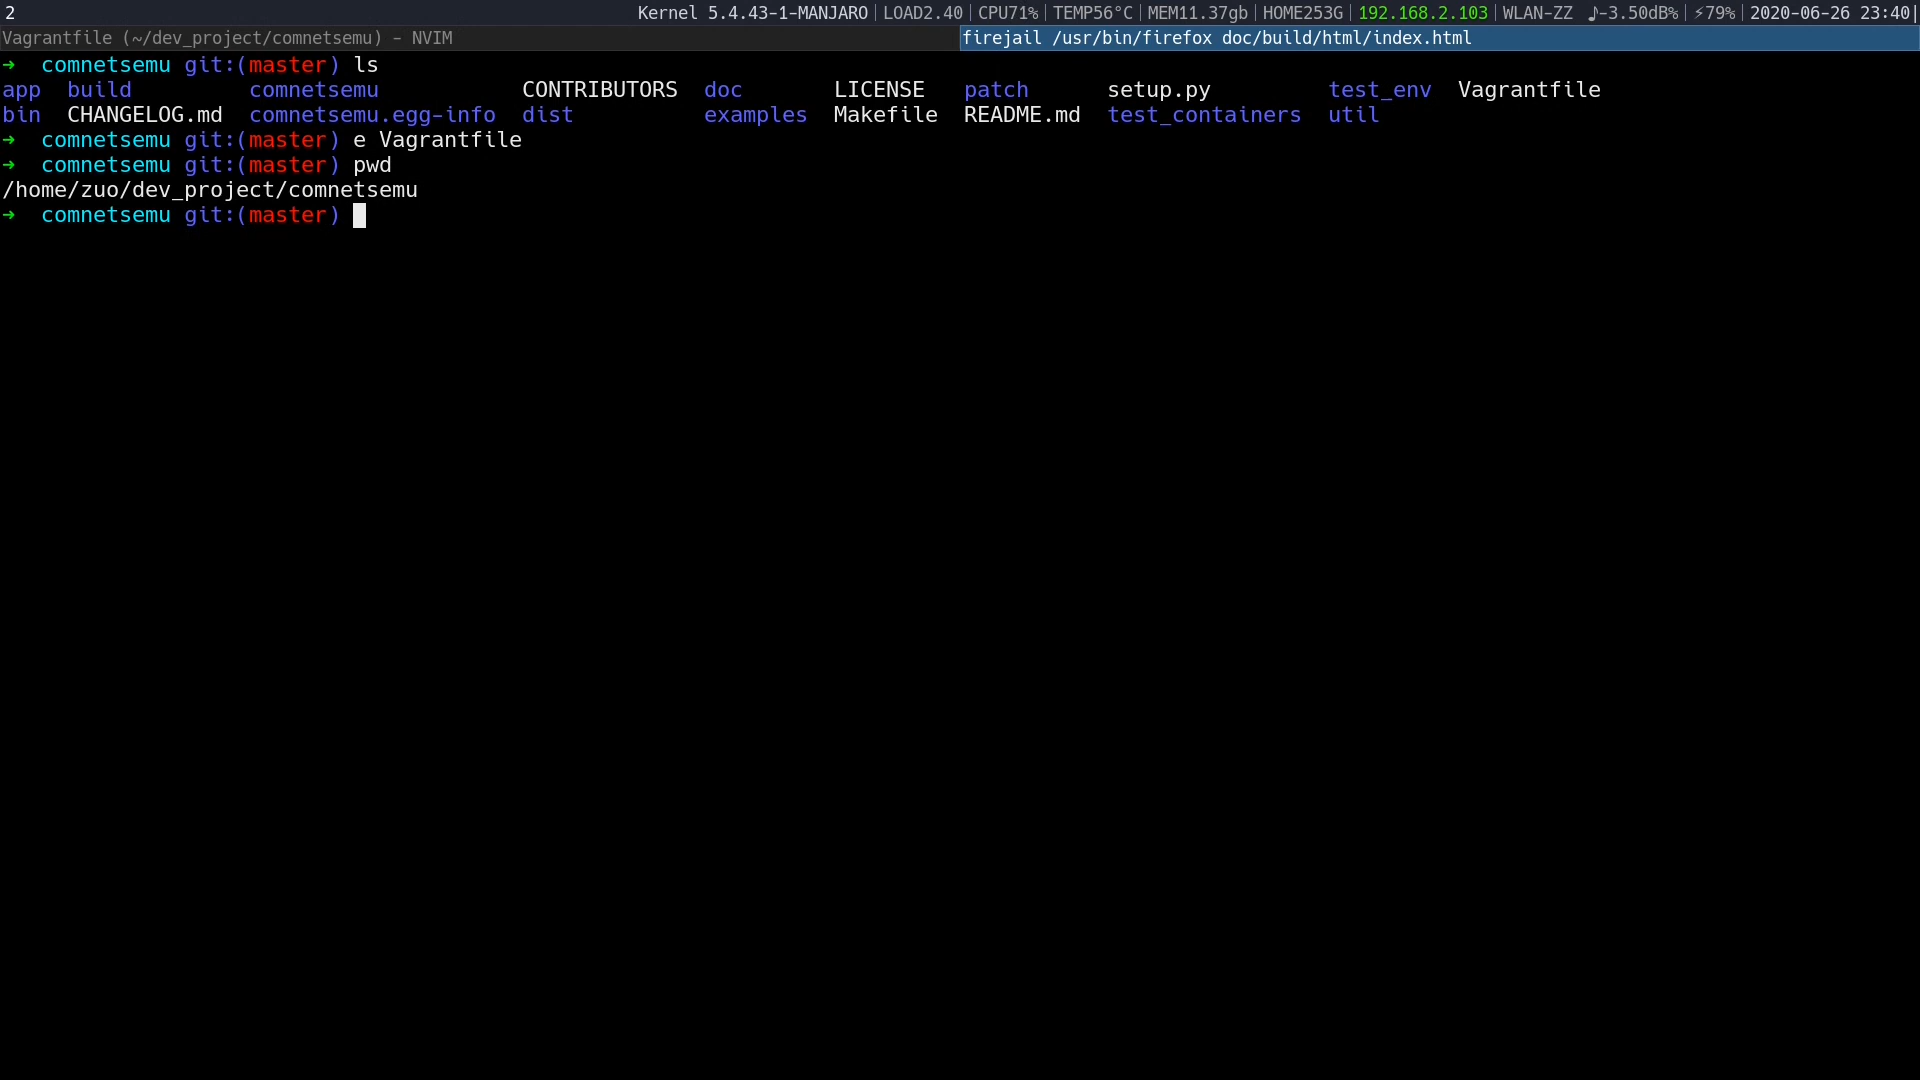 2 Kernel 5.4.43-1-MANJARO|LOAD2.40|CPU71%|TEMP56°C|MEM11.37gb|HOME253G|192.168.2.103|WLAN-ZZ ♪-3.50dB%|⚡79%|2020-06-26 23:40|
Vagrantfile (~/dev_project/comnetsemu) - NVIM firejail /usr/bin/firefox doc/build/html/index.html
➜  comnetsemu git:(master) ls
app  build         comnetsemu           CONTRIBUTORS  doc       LICENSE   patch      setup.py         test_env  Vagrantfile
bin  CHANGELOG.md  comnetsemu.egg-info  dist          examples  Makefile  README.md  test_containers  util
➜  comnetsemu git:(master) e Vagrantfile
➜  comnetsemu git:(master) pwd
/home/zuo/dev_project/comnetsemu
➜  comnetsemu git:(master)